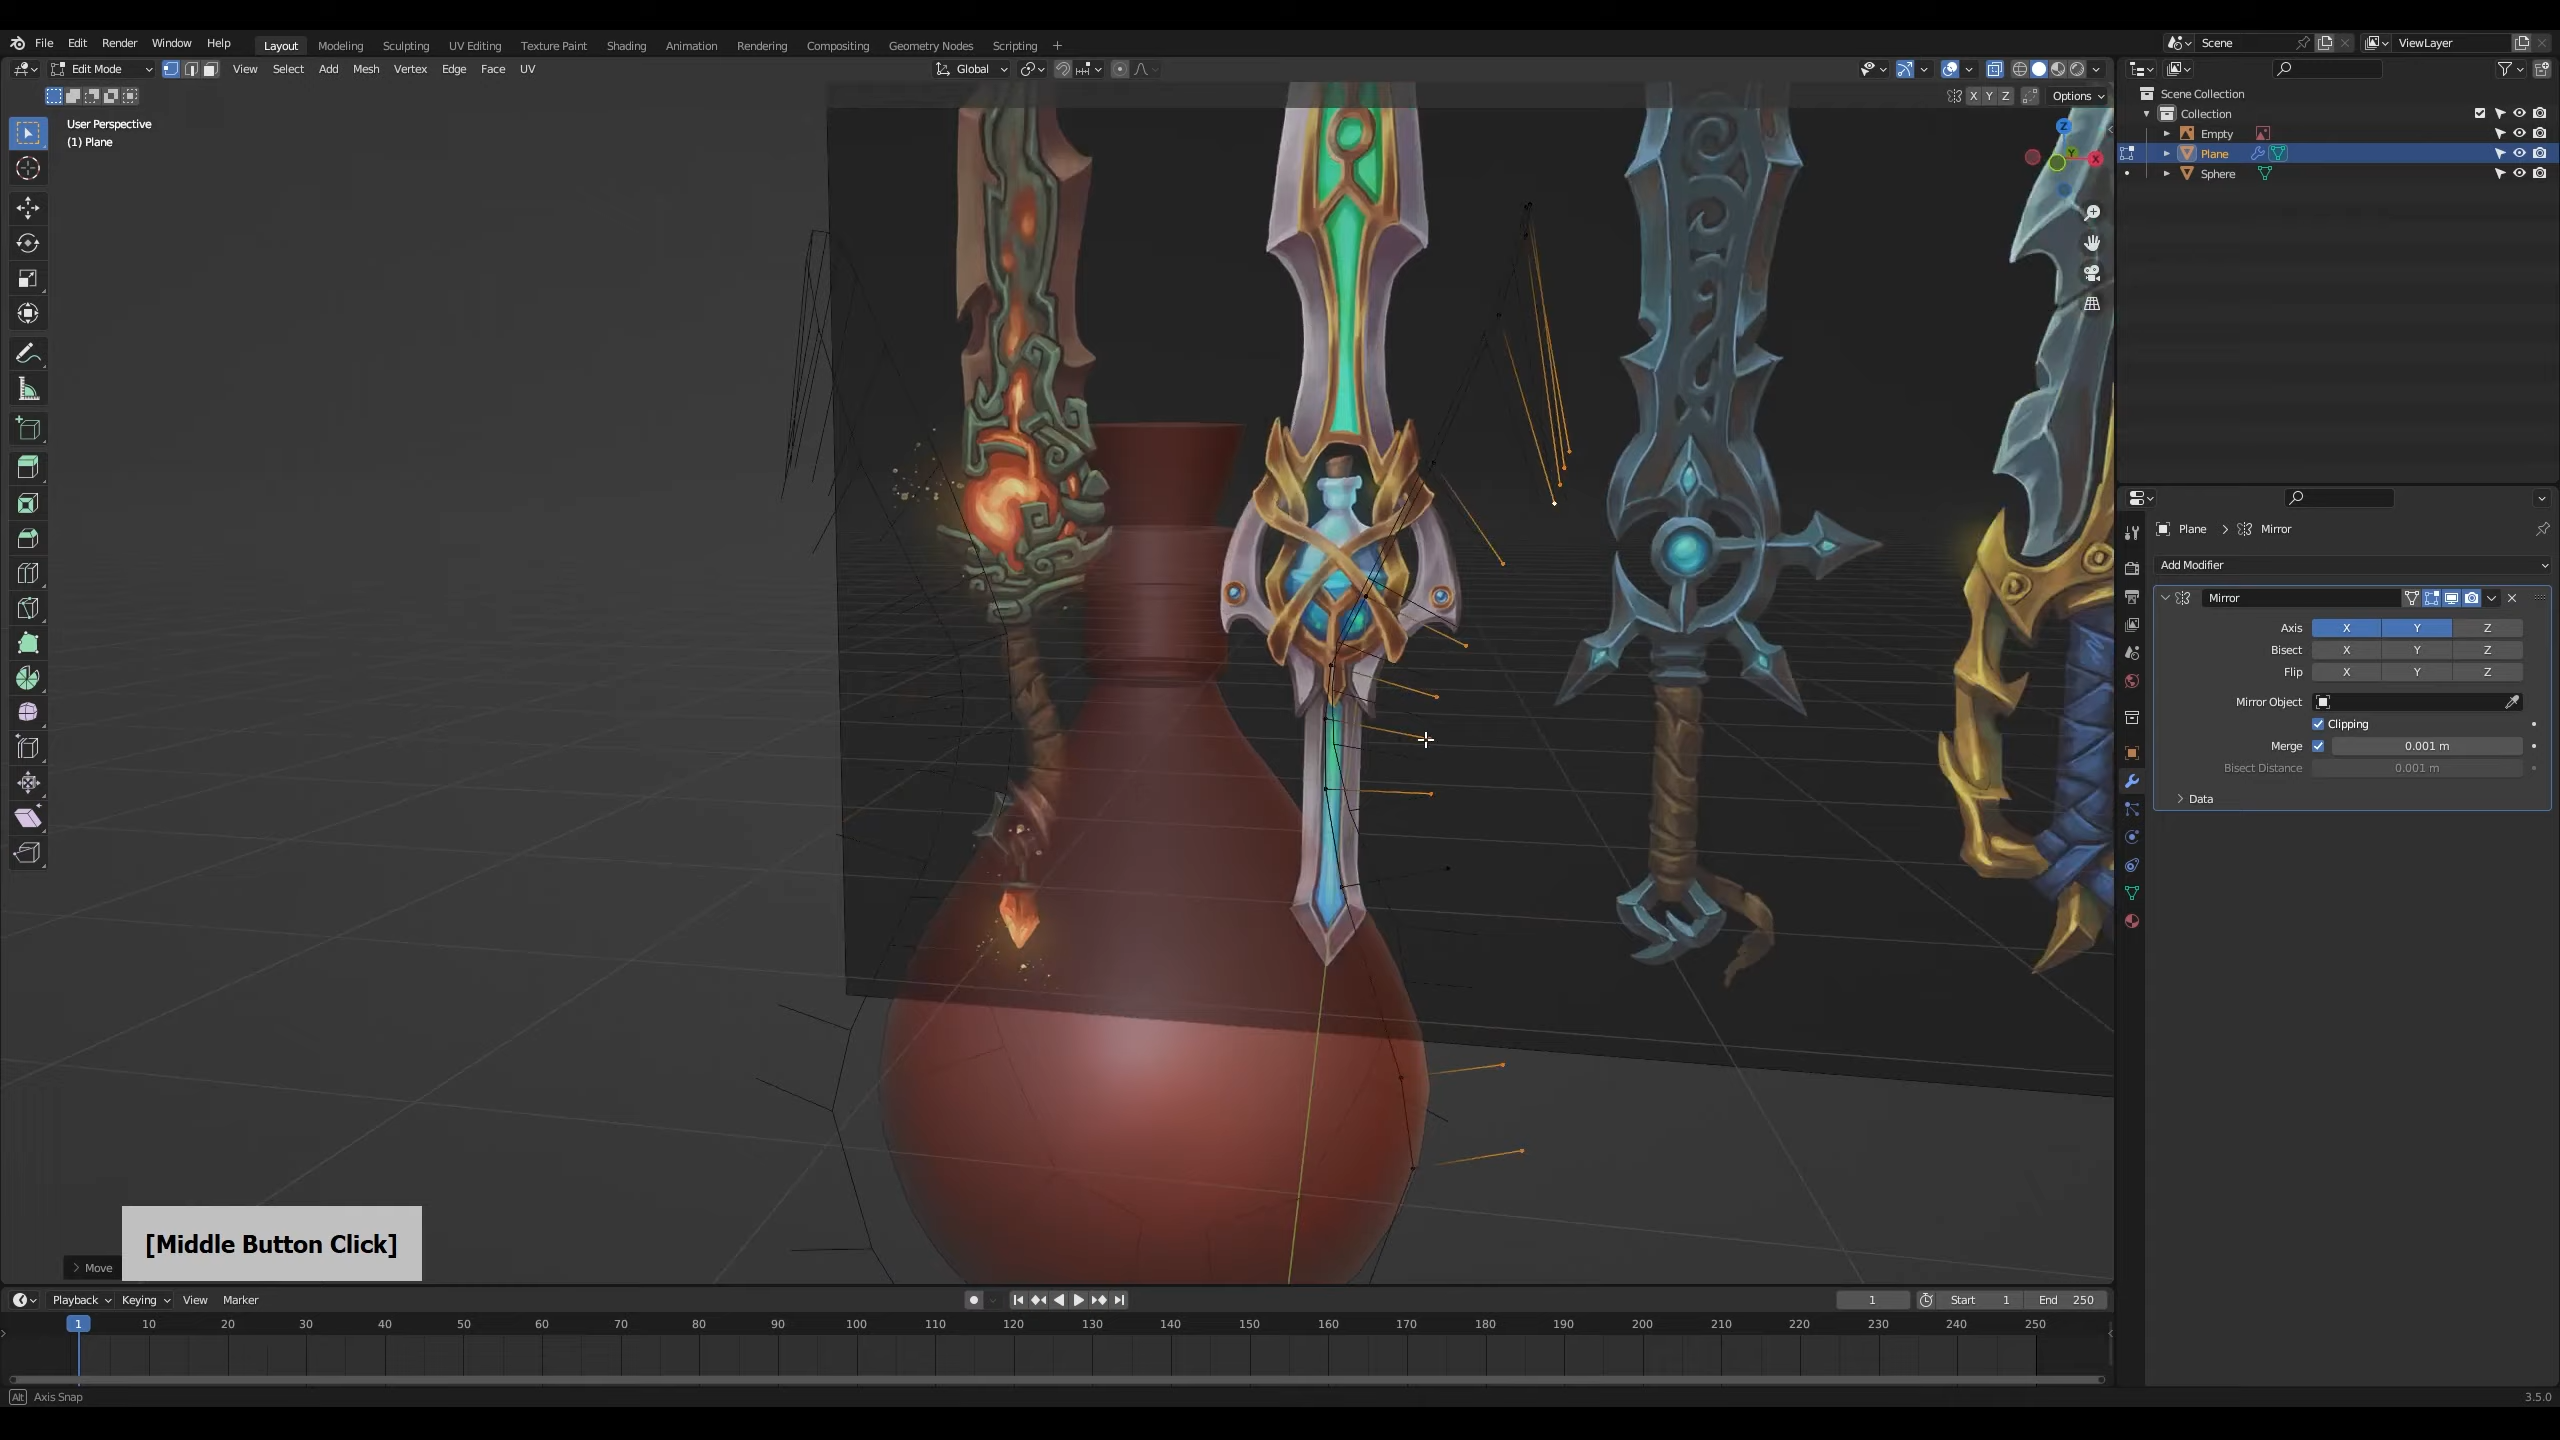 File Edit Render Window Help Layout Modeling Sculpting UV Editing Texture Paint Shading Animation Rendering Compositing Geometry Nodes Scripting + Scene ViewLayer
Edit Mode View Select Add Mesh Vertex Edge Face UV Global
X Y Z Options
User Perspective
(1) Plane
Z
Y
X
Scene Collection
Collection
Empty
Plane
Sphere
Plane > Mirror
Add Modifier
Mirror
Axis X Y Z
Bisect X Y Z
Flip X Y Z
Mirror Object
Clipping
Merge 0.001 m
Bisect Distance 0.001 m
Data
[Middle Button Click]
Move
Playback Keying View Marker 1 Start 1 End 250
1 10 20 30 40 50 60 70 80 90 100 110 120 130 140 150 160 170 180 190 200 210 220 230 240 250
Alt Axis Snap 3.5.0